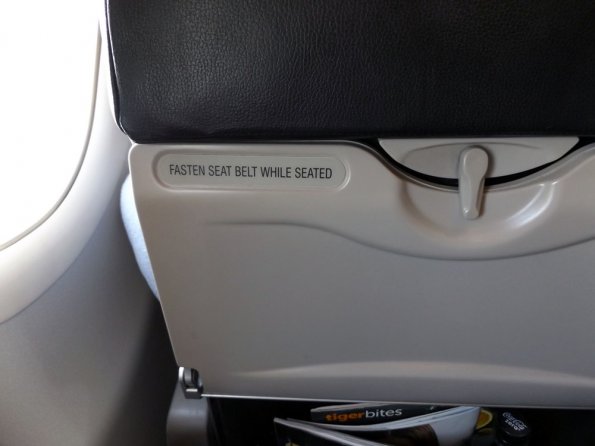 FASTEN SEAT BELT WHILE SEATED
tigerbites